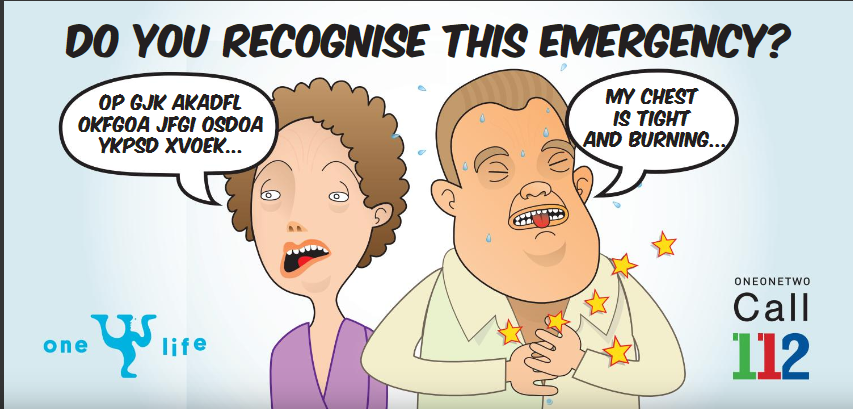 DO YOU RECOGNISE THIS EMERGENCY?
OP GJK AKADFL
OKFGOA JFGI OSDOA
YKPSD XVOEK...
MY CHEST
IS TIGHT
AND BURNING...
one life
ONEONETWO
Call
112